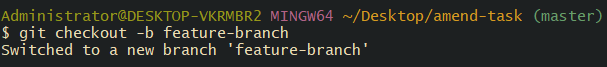 Administrator@DESKTOP-VKRMBR2 MINGW64 ~/Desktop/amend-task (master)
$ git checkout -b feature-branch
Switched to a new branch 'feature-branch'